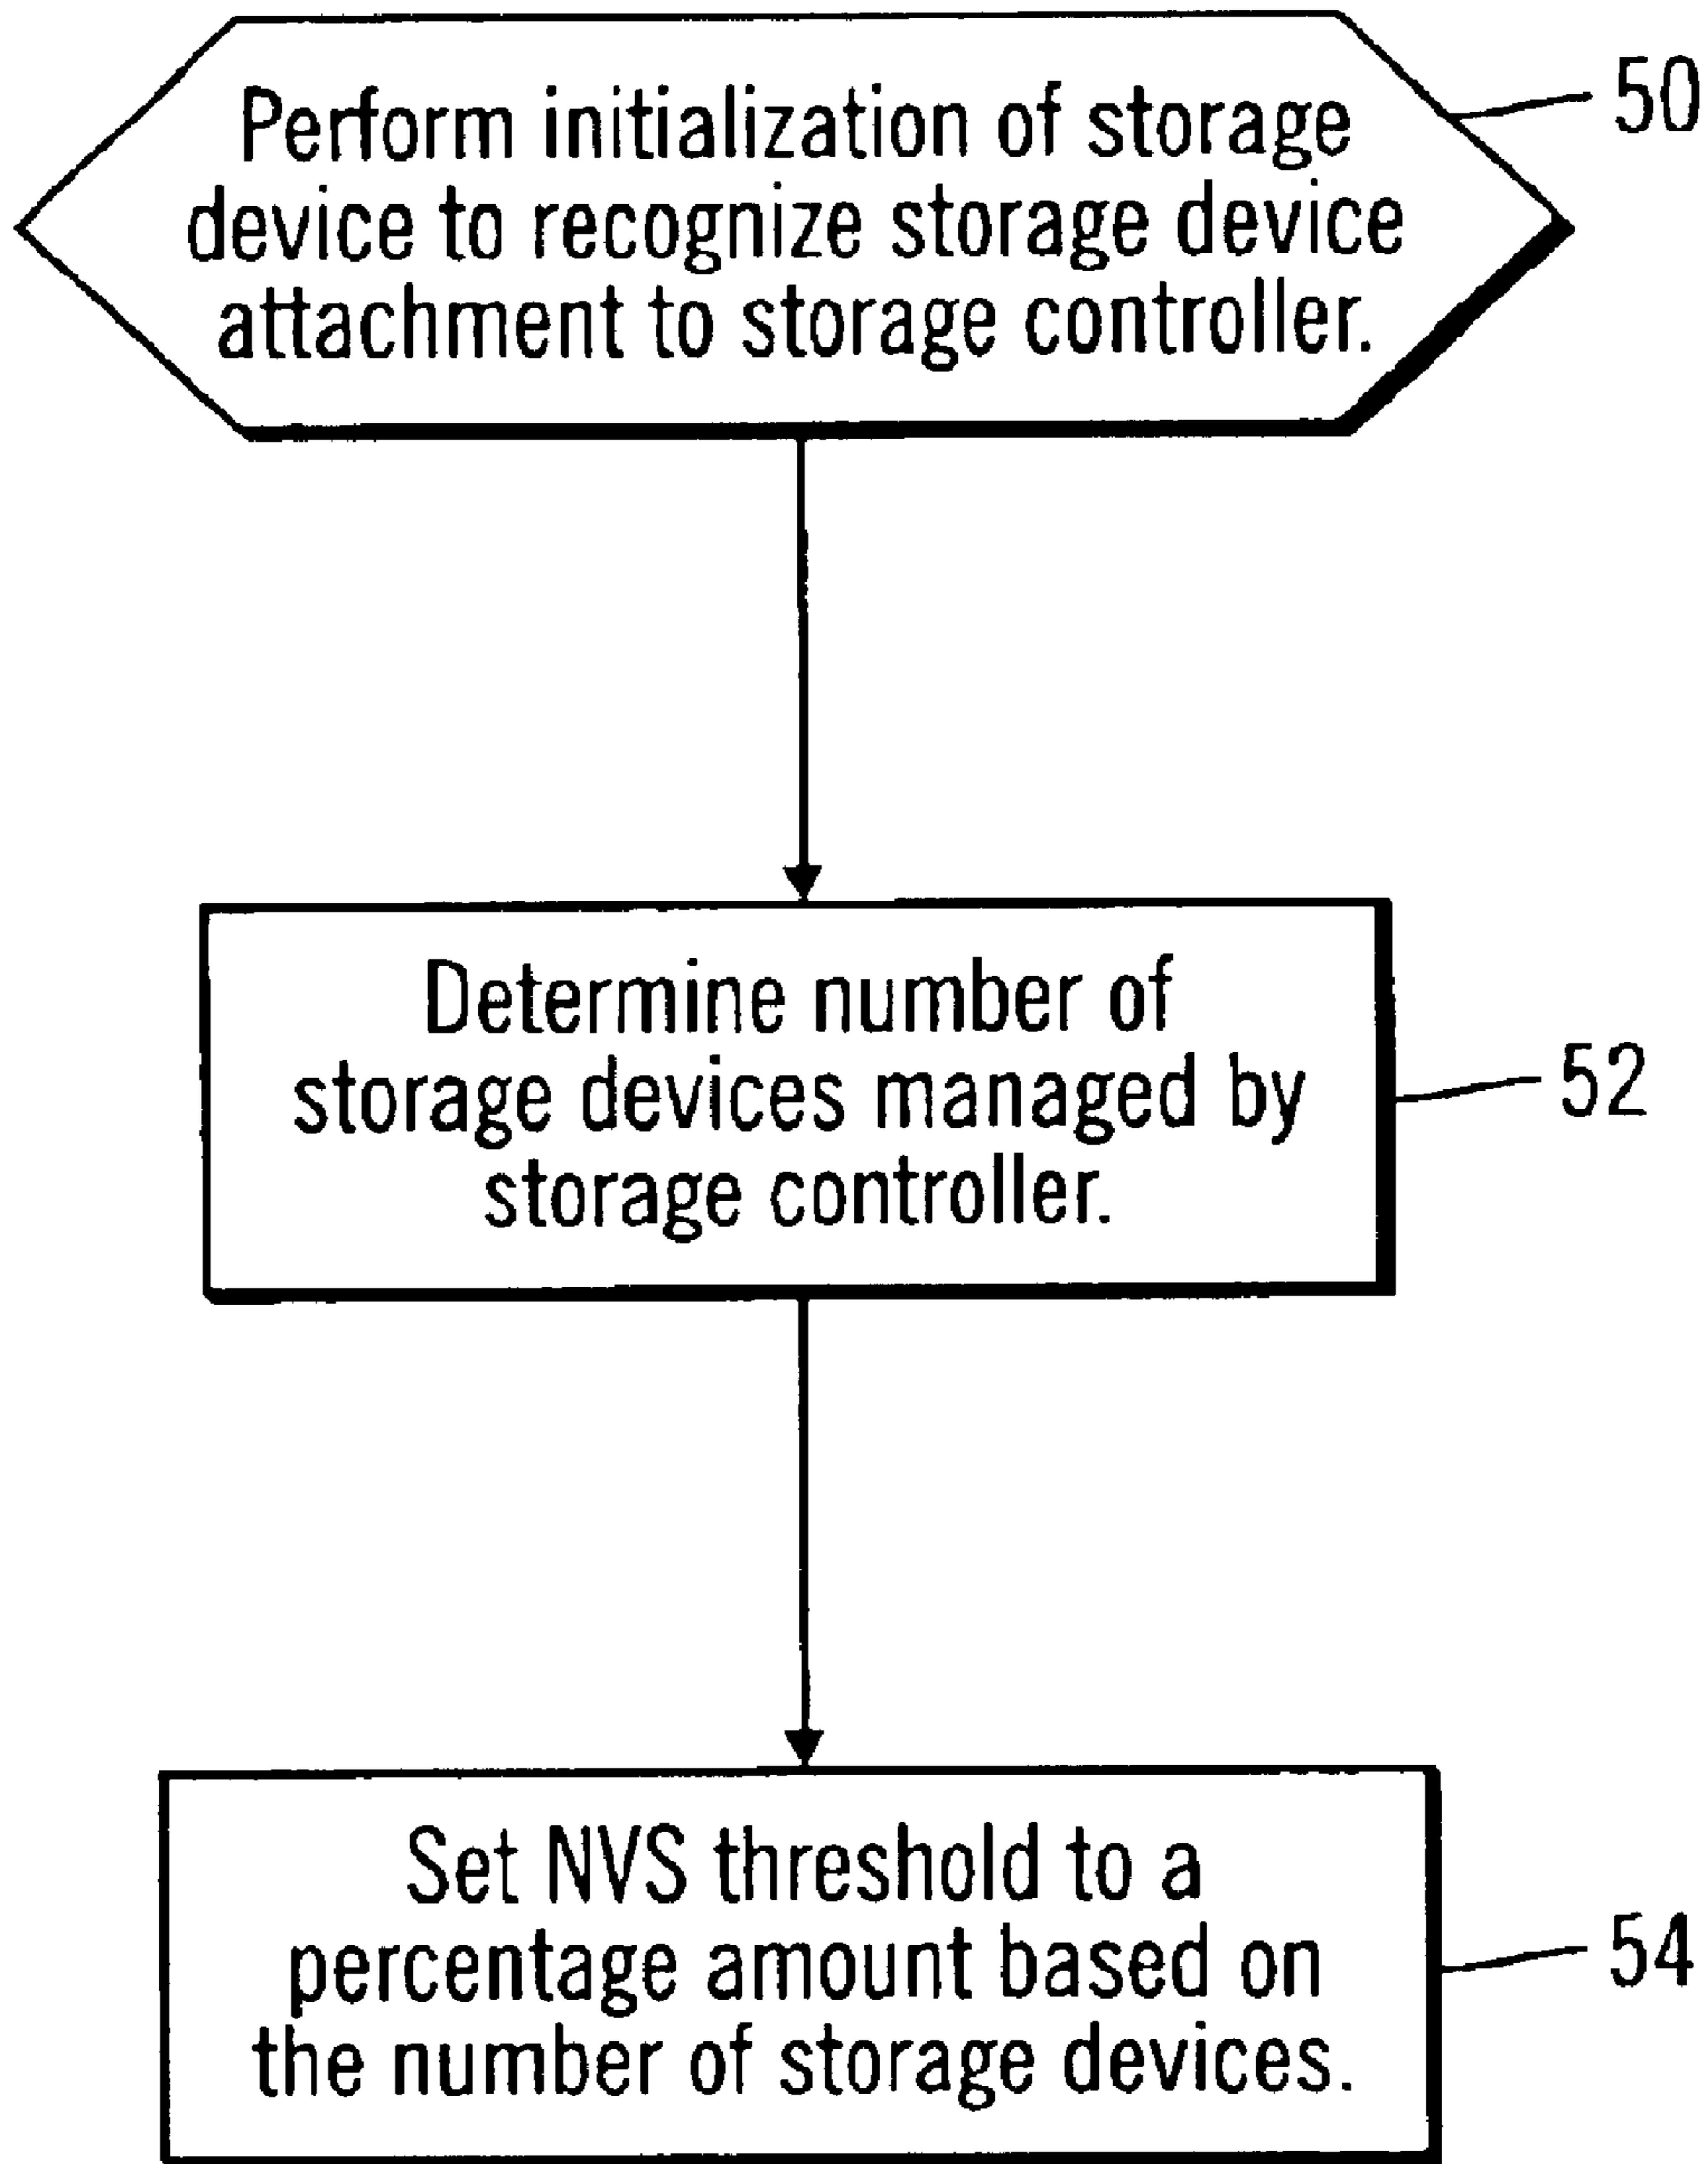 Perform initialization of storage
device to recognize storage device
attachment to storage controller.
50
Determine number of
storage devices managed by
storage controller.
52
Set NVS threshold to a
percentage amount based on
the number of storage devices.
54